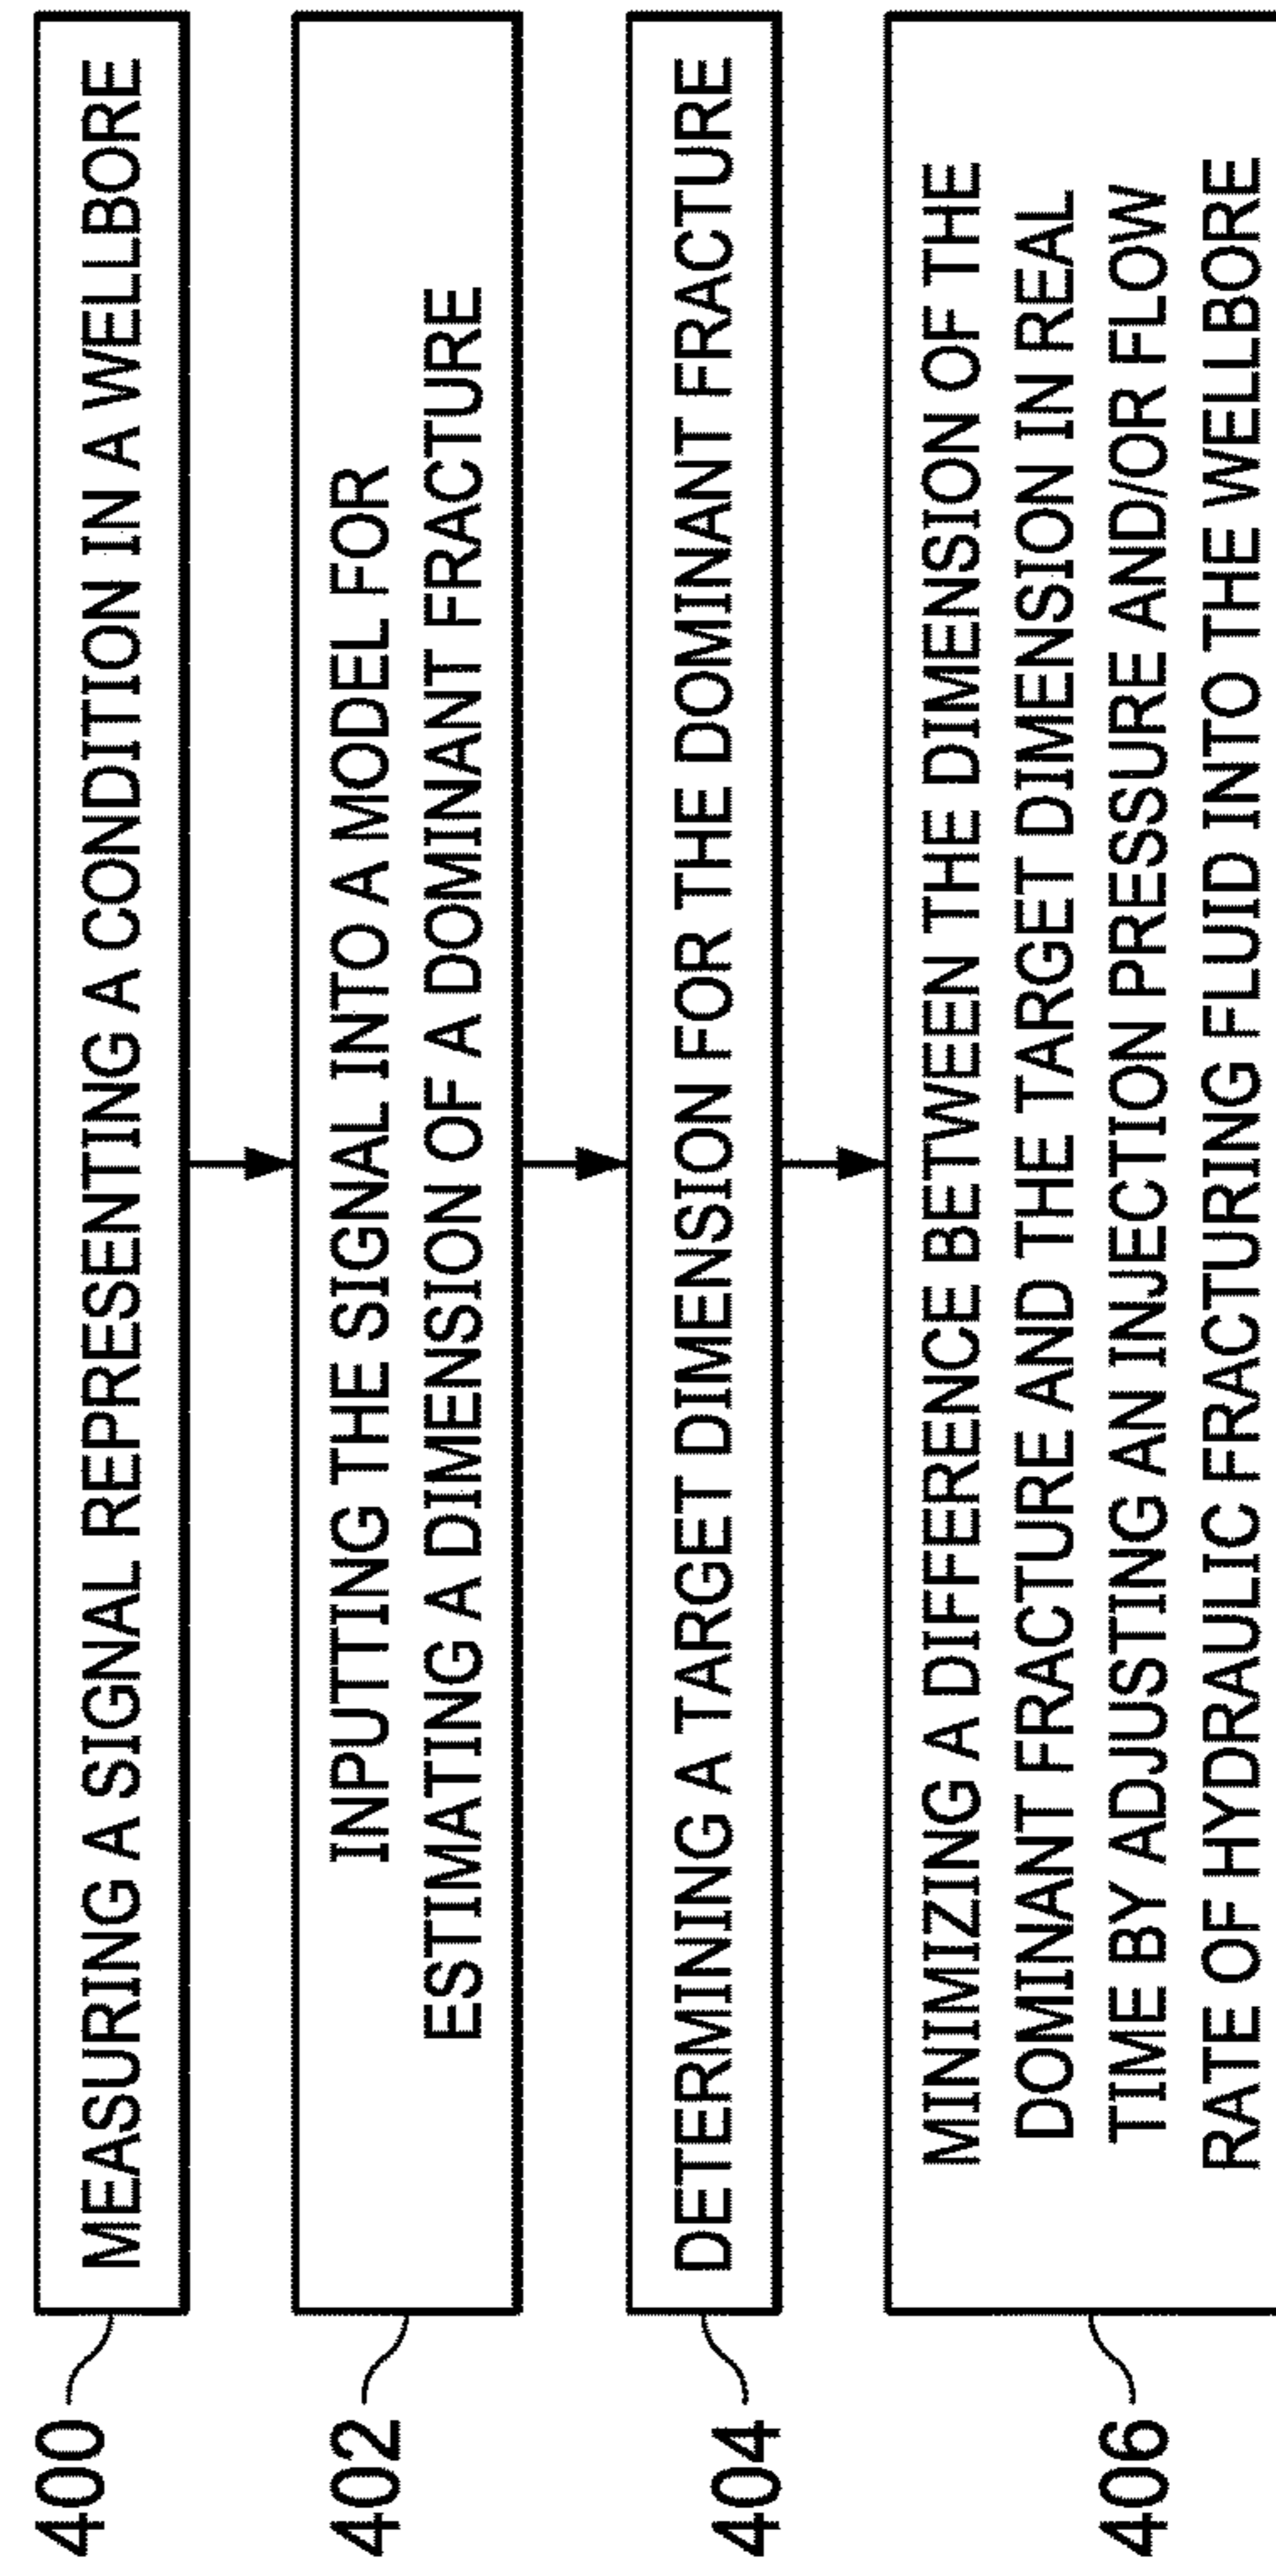 400
MEASURING A SIGNAL REPRESENTING A CONDITION IN A WELLBORE
402
INPUTTING THE SIGNAL INTO A MODEL FOR
ESTIMATING A DIMENSION OF A DOMINANT FRACTURE
404
DETERMINING A TARGET DIMENSION FOR THE DOMINANT FRACTURE
406
MINIMIZING A DIFFERENCE BETWEEN THE DIMENSION OF THE
DOMINANT FRACTURE AND THE TARGET DIMENSION IN REAL
TIME BY ADJUSTING AN INJECTION PRESSURE AND/OR FLOW
RATE OF HYDRAULIC FRACTURING FLUID INTO THE WELLBORE